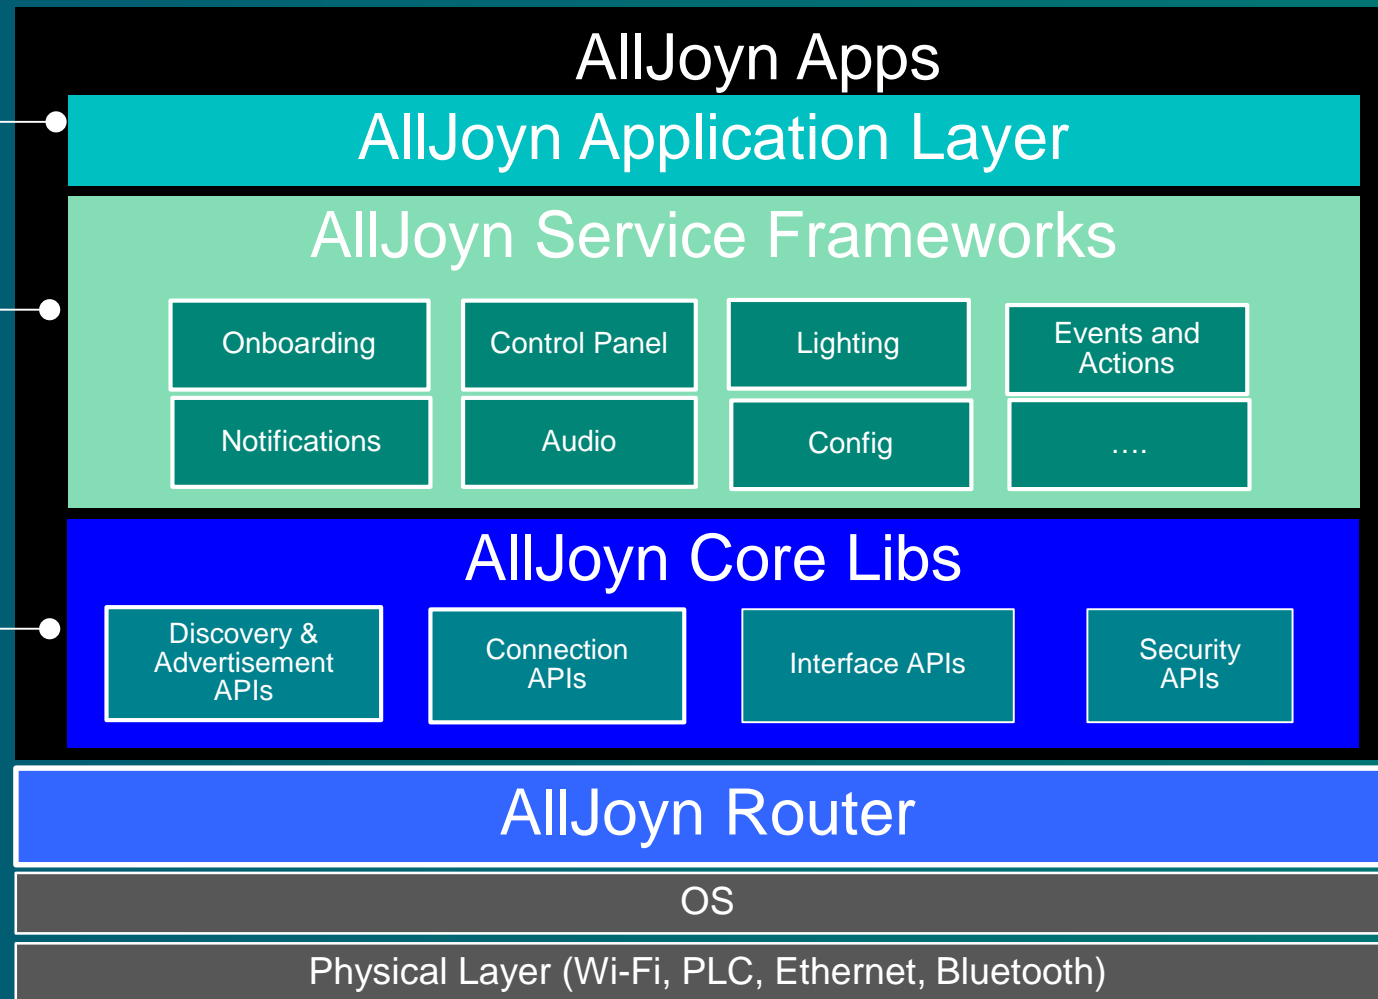 AllJoyn Apps
AllJoyn Application Layer
AllJoyn Service Frameworks
Onboarding
Control Panel
Lighting
Events and
Actions
Notifications
Audio
Config
....
AllJoyn Core Libs
Discovery &
Advertisement
APIs
Connection
APIs
Interface APIs
Security
APIs
AllJoyn Router
OS
Physical Layer (Wi-Fi, PLC, Ethernet, Bluetooth)